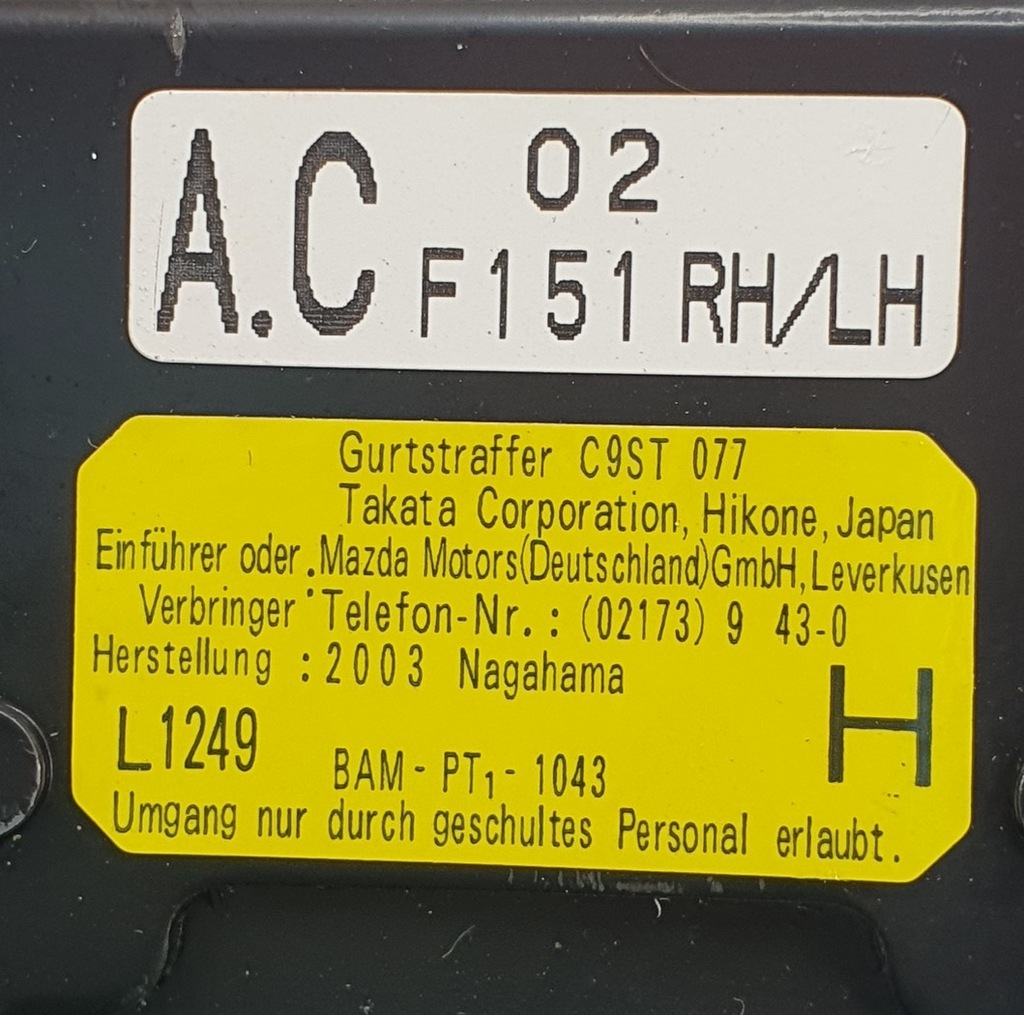 A.C 02
F151 RH/LH
Gurtstraffer C9ST 077
Takata Corporation, Hikone, Japan
Einführer oder
Verbringer : Mazda Motors(Deutschland)GmbH, Leverkusen
Telefon-Nr. : (02173) 9 43-0
Herstellung : 2003 Nagahama
L1249
BAM - PT1 - 1043
H
Umgang nur durch geschultes Personal erlaubt.